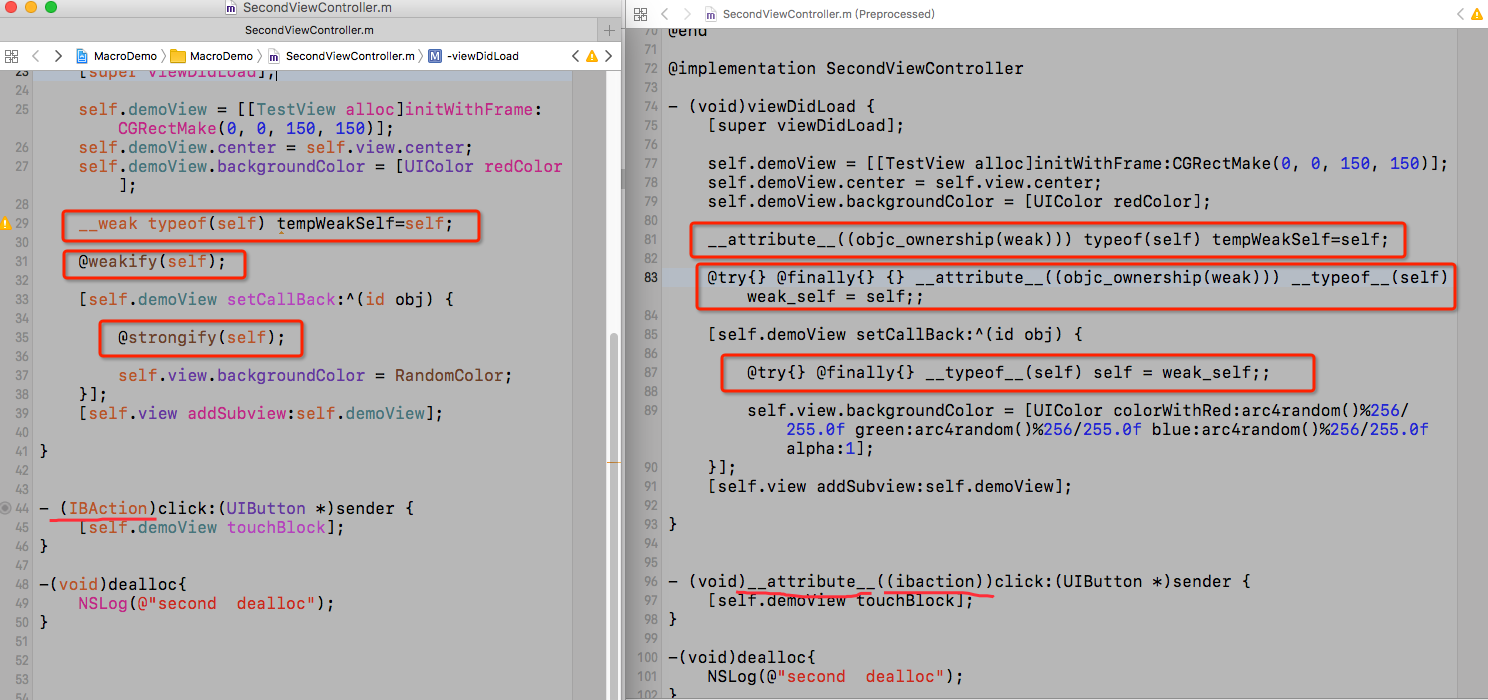 SecondViewController.m
SecondViewController.m
MacroDemo MacroDemo SecondViewController.m -viewDidLoad
23 [super viewDidLoad];
24
25 self.demoView = [[TestView alloc]initWithFrame:
CGRectMake(0, 0, 150, 150)];
26 self.demoView.center = self.view.center;
27 self.demoView.backgroundColor = [UIColor redColor
];
28
29 __weak typeof(self) tempWeakSelf=self;
30
31 @weakify(self);
32
33 [self.demoView setCallBack:^(id obj) {
34
35 @strongify(self);
36
37 self.view.backgroundColor = RandomColor;
38 }];
39 [self.view addSubview:self.demoView];
40
41 }
42
43
44 - (IBAction)click:(UIButton *)sender {
45 [self.demoView touchBlock];
46 }
47
48 -(void)dealloc{
49 NSLog(@"second  dealloc");
50 }
51
52
53
54
SecondViewController.m (Preprocessed)
70 @end
71
72 @implementation SecondViewController
73
74 - (void)viewDidLoad {
75 [super viewDidLoad];
76
77 self.demoView = [[TestView alloc]initWithFrame:CGRectMake(0, 0, 150, 150)];
78 self.demoView.center = self.view.center;
79 self.demoView.backgroundColor = [UIColor redColor];
80
81 __attribute__((objc_ownership(weak))) typeof(self) tempWeakSelf=self;
82
83 @try{} @finally{} {} __attribute__((objc_ownership(weak))) __typeof__(self)
weak_self = self;;
84
85 [self.demoView setCallBack:^(id obj) {
86
87 @try{} @finally{} __typeof__(self) self = weak_self;;
88
89 self.view.backgroundColor = [UIColor colorWithRed:arc4random()%256/
255.0f green:arc4random()%256/255.0f blue:arc4random()%256/255.0f
alpha:1];
90 }];
91 [self.view addSubview:self.demoView];
92
93 }
94
95
96 - (void)__attribute__((ibaction))click:(UIButton *)sender {
97 [self.demoView touchBlock];
98 }
99
100 -(void)dealloc{
101 NSLog(@"second  dealloc");
102 }